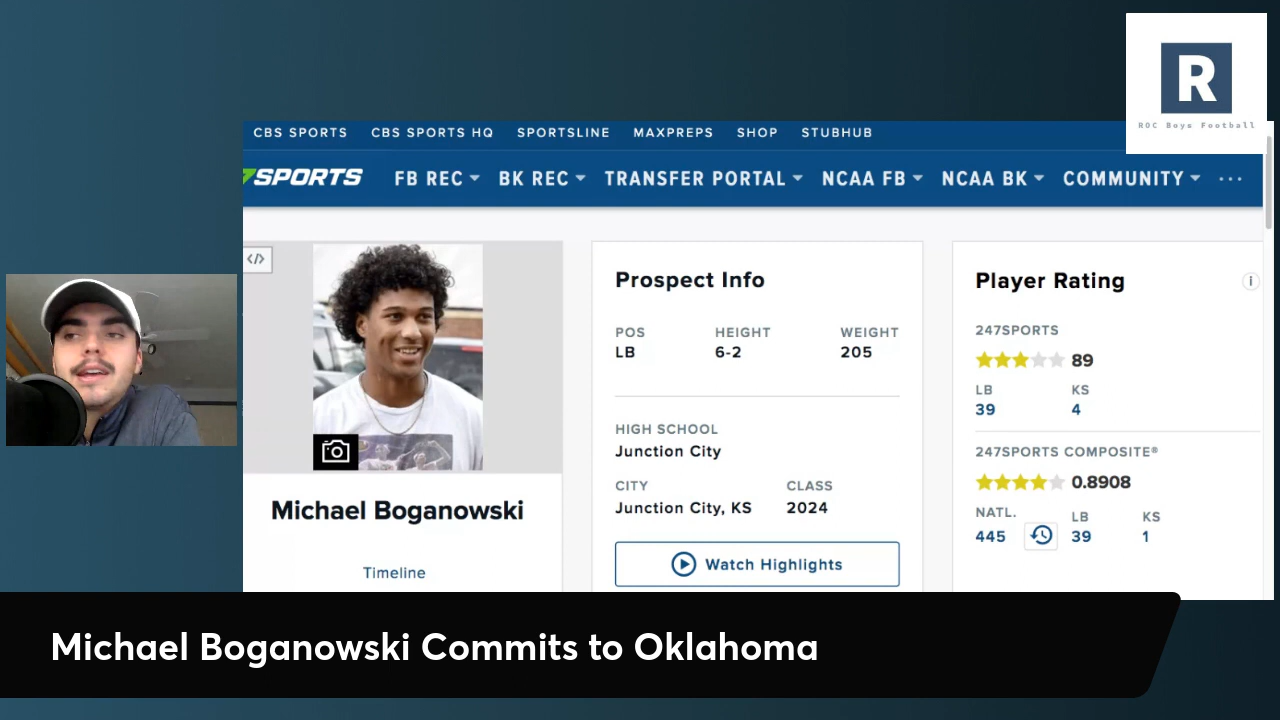 R
ROC Boys Football
CBS SPORTS CBS SPORTS HQ SPORTSLINE MAXPREPS SHOP STUBHUB
7SPORTS FB REC BK REC TRANSFER PORTAL NCAA FB NCAA BK COMMUNITY ...
</>
Michael Boganowski
Timeline
Prospect Info
POS HEIGHT WEIGHT
LB 6-2 205
HIGH SCHOOL
Junction City
CITY CLASS
Junction City, KS 2024
Watch Highlights
Player Rating i
247SPORTS
89
LB KS
39 4
247SPORTS COMPOSITE®
0.8908
NATL. LB KS
445 39 1
Michael Boganowski Commits to Oklahoma